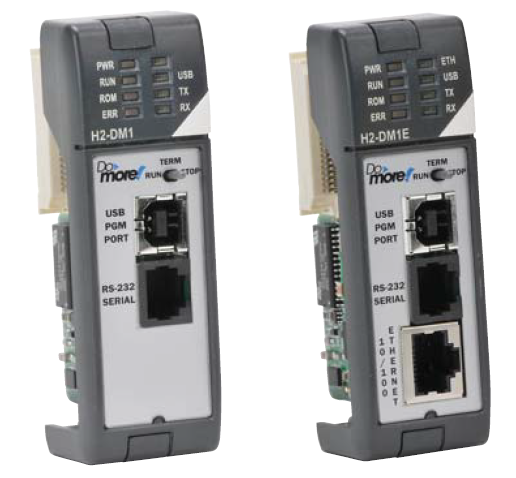 PWR
RUN USB
ROM TX
ERR RX
H2-DM1
Do
more!
TERM
RUN STOP
USB
PGM
PORT
RS-232
SERIAL
PWR ETH
RUN USB
ROM TX
ERR RX
H2-DM1E
Do
more!
TERM
RUN STOP
USB
PGM
PORT
RS-232
SERIAL
10/100
ETHERNET